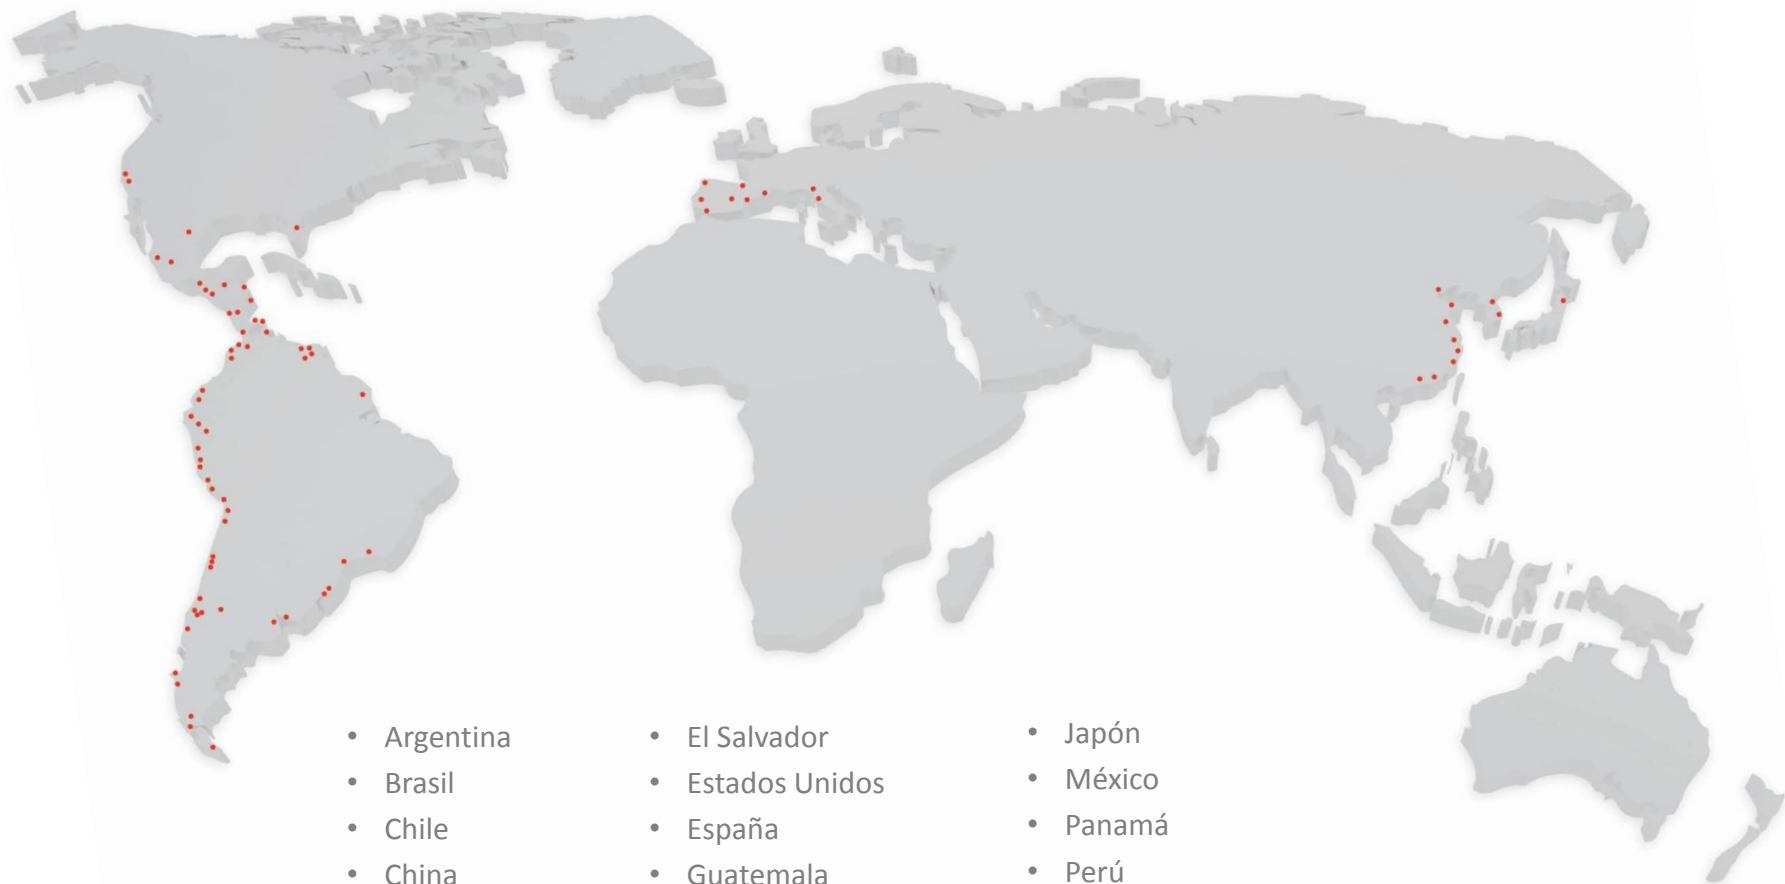 • Argentina
• Brasil
• Chile
• China
• El Salvador
• Estados Unidos
• España
• Guatemala
• Japón
• México
• Panamá
• Perú